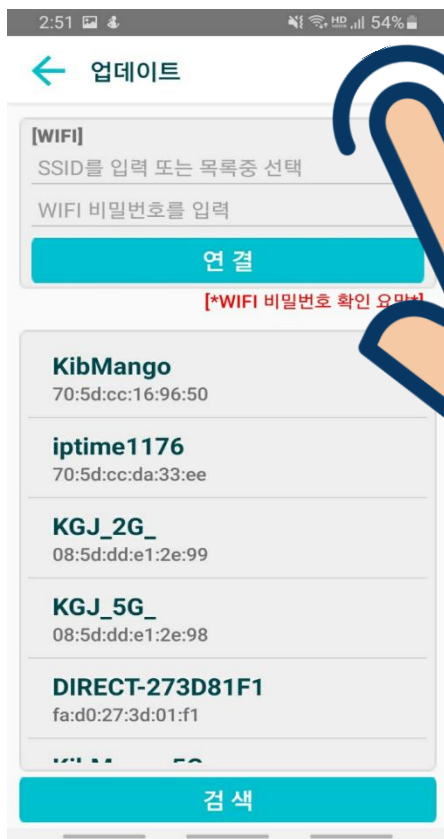 2:51 54%
업데이트
[WIFI]
SSID를 입력 또는 목록중 선택
WIFI 비밀번호를 입력
연 결
[*WIFI 비밀번호 확인 요망*]
KibMango
70:5d:cc:16:96:50
iptime1176
70:5d:cc:da:33:ee
KGJ_2G_
08:5d:dd:e1:2e:99
KGJ_5G_
08:5d:dd:e1:2e:98
DIRECT-273D81F1
fa:d0:27:3d:01:f1
검 색